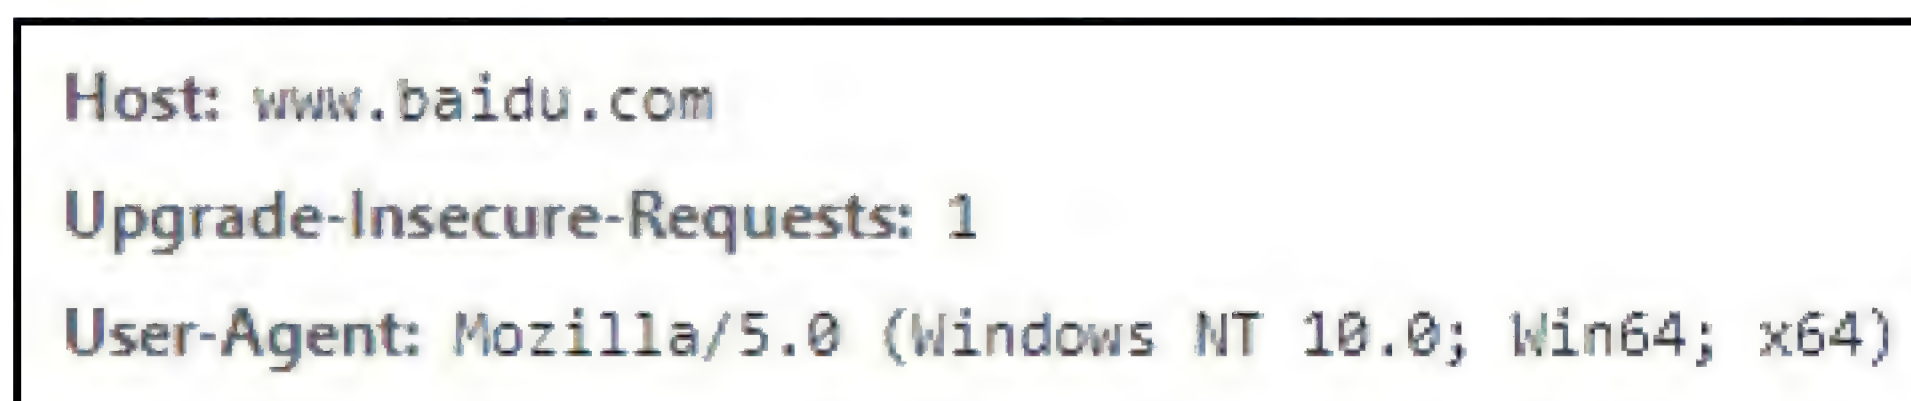 Host: www.baidu.com
Upgrade-Insecure-Requests: 1
User-Agent: Mozilla/5.0 (Windows NT 10.0; Win64; x64)